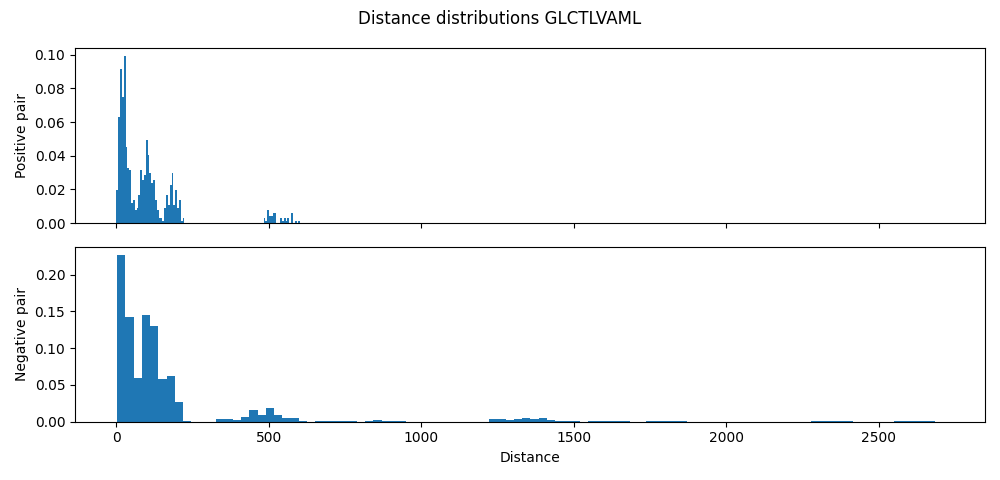 Distance distributions GLCTLVAML
Positive pair
0.10
0.08
0.06
0.04
0.02
0.00
Negative pair
0.20
0.15
0.10
0.05
0.00
0 500 1000 1500 2000 2500
Distance